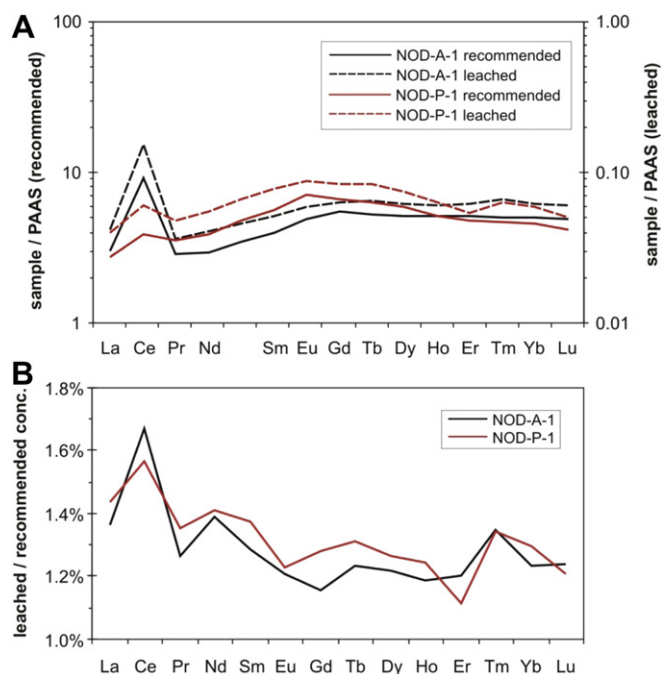 A
100
10
1
sample / PAAS (recommended)
NOD-A-1 recommended
NOD-A-1 leached
NOD-P-1 recommended
NOD-P-1 leached
1.00
0.10
0.01
sample / PAAS (leached)
La Ce Pr Nd Sm Eu Gd Tb Dy Ho Er Tm Yb Lu
B
1.8%
1.6%
1.4%
1.2%
1.0%
leached / recommended conc.
NOD-A-1
NOD-P-1
La Ce Pr Nd Sm Eu Gd Tb Dy Ho Er Tm Yb Lu